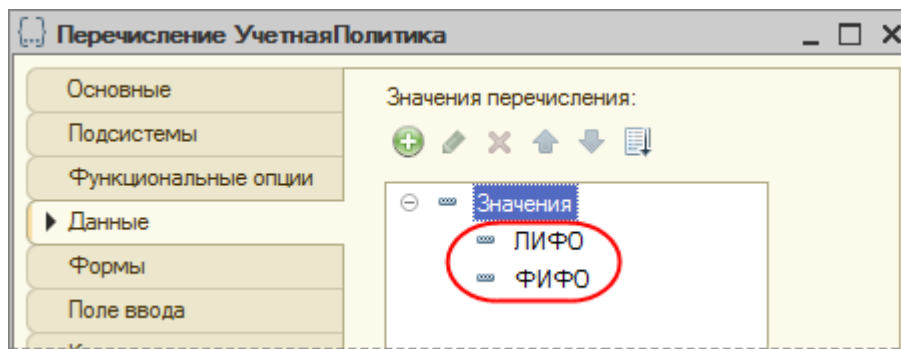 Перечисление УчетнаяПолитика
Основные
Подсистемы
Функциональные опции
Данные
Формы
Поле ввода
Значения перечисления:
Значения
ЛИФО
ФИФО